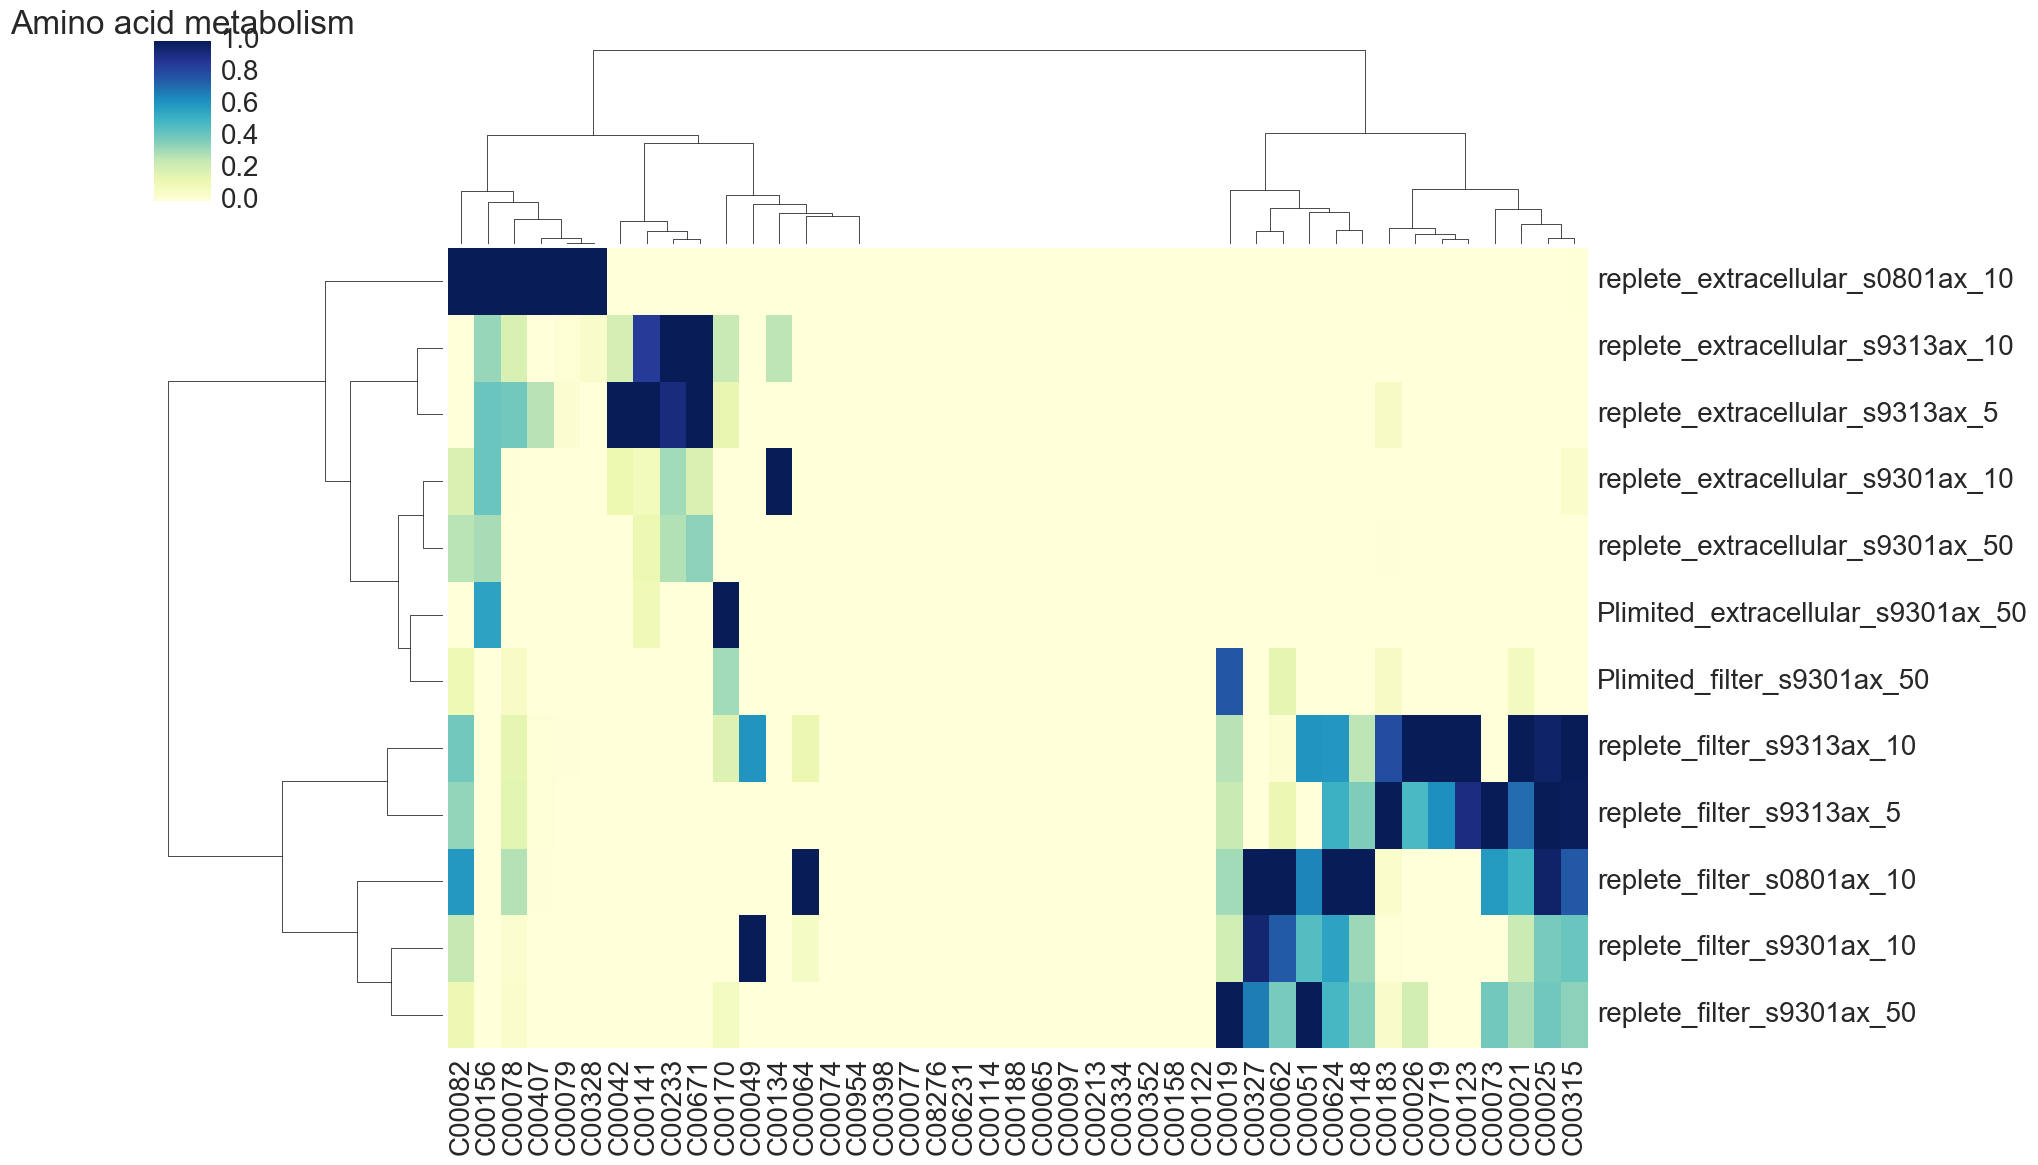 Amino acid metabolism
1.0
0.8
0.6
0.4
0.2
0.0
replete_extracellular_s0801ax_10
replete_extracellular_s9313ax_10
replete_extracellular_s9313ax_5
replete_extracellular_s9301ax_10
replete_extracellular_s9301ax_50
Plimited_extracellular_s9301ax_50
Plimited_filter_s9301ax_50
replete_filter_s9313ax_10
replete_filter_s9313ax_5
replete_filter_s0801ax_10
replete_filter_s9301ax_10
replete_filter_s9301ax_50
C00082
C00156
C00078
C00407
C00079
C00328
C00042
C00141
C00233
C00671
C00170
C00049
C00134
C00064
C00074
C00954
C00398
C00077
C08276
C06231
C00114
C00188
C00065
C00097
C00213
C00334
C00352
C00158
C00122
C00019
C00327
C00062
C00051
C00624
C00148
C00183
C00026
C00719
C00123
C00073
C00021
C00025
C00315